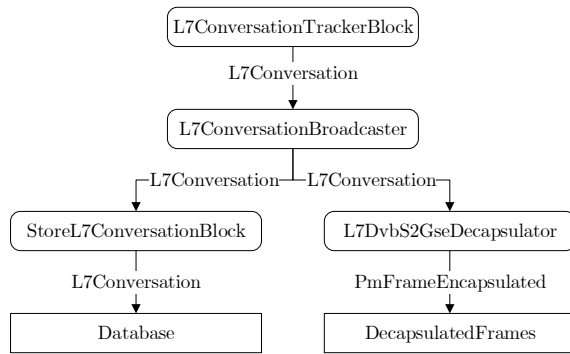 L7ConversationTrackerBlock
L7Conversation
L7ConversationBroadcaster
L7Conversation L7Conversation
StoreL7ConversationBlock L7DvbS2GseDecapsulator
L7Conversation PmFrameEncapsulated
Database DecapsulatedFrames